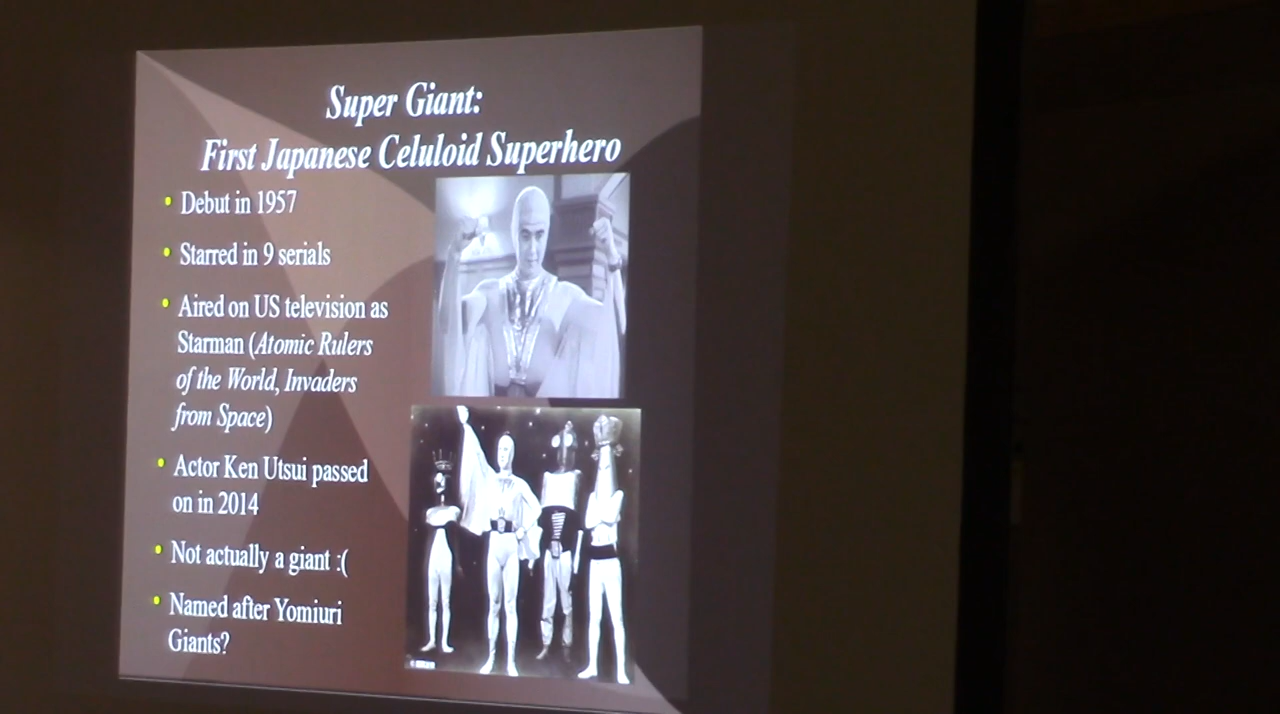 Super Giant:
First Japanese Celuloid Superhero
• Debut in 1957
• Starred in 9 serials
• Aired on US television as
Starman (Atomic Rulers
of the World, Invaders
from Space)
• Actor Ken Utsui passed
on in 2014
• Not actually a giant :(
• Named after Yomiuri
Giants?